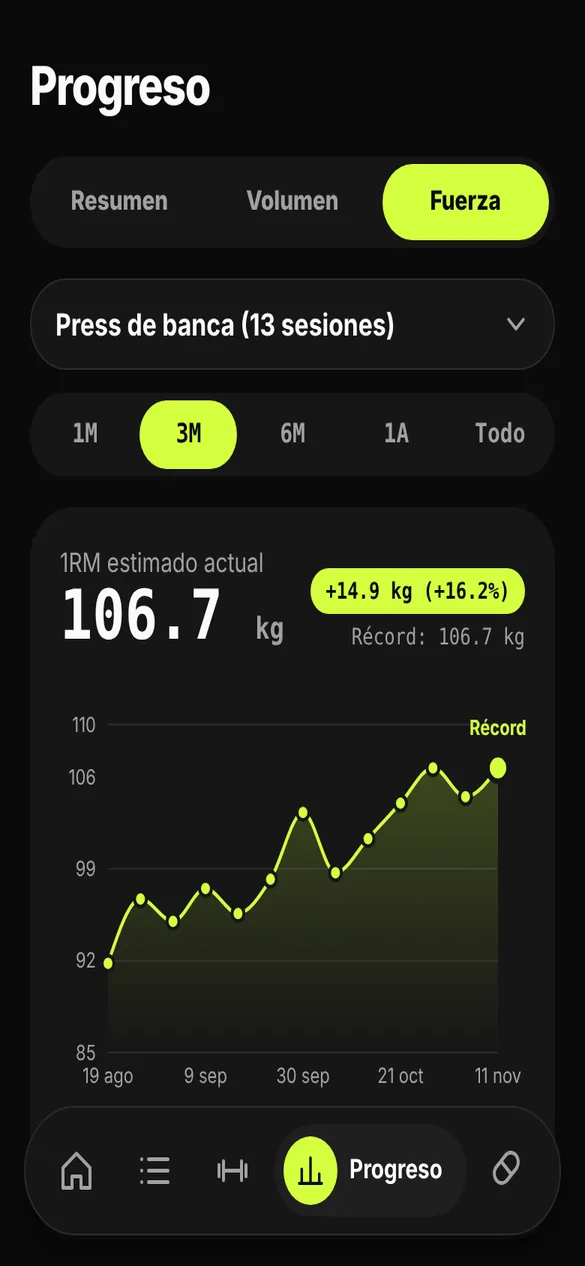 Progreso
Resumen Volumen Fuerza
Press de banca (13 sesiones)
1M 3M 6M 1A Todo
1RM estimado actual
106.7 kg
+14.9 kg (+16.2%)
Récord: 106.7 kg
Récord
110
106
99
92
85
19 ago 9 sep 30 sep 21 oct 11 nov
Progreso